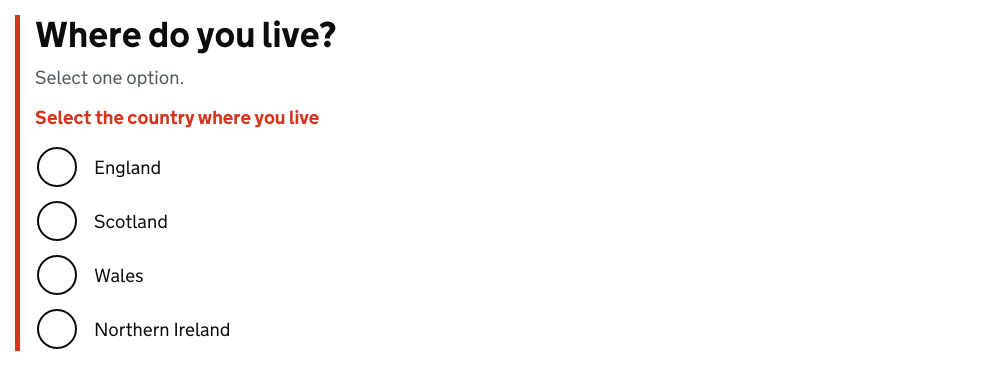 Where do you live?
Select one option.
Select the country where you live
England
Scotland
Wales
Northern Ireland